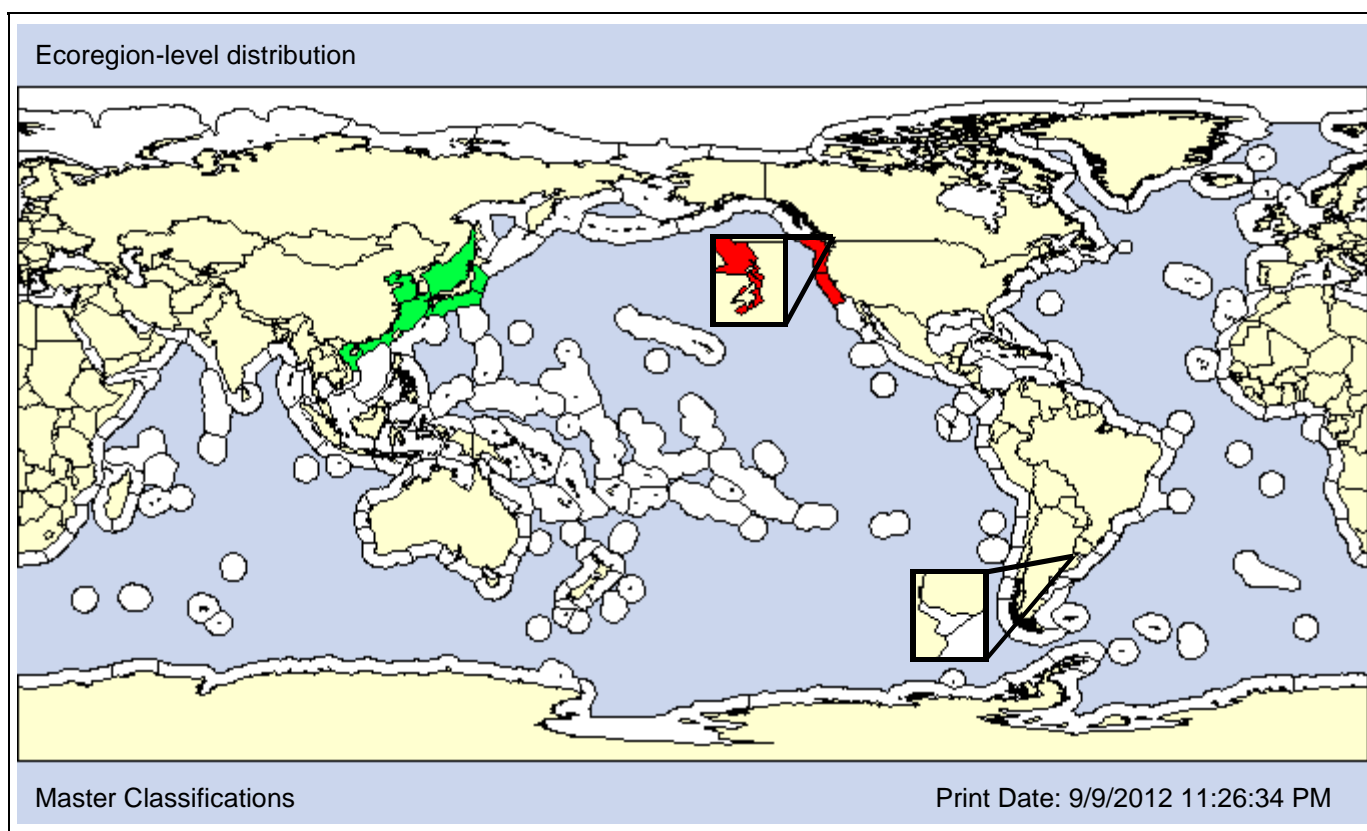 Ecoregion-level distribution
Master Classifications
Print Date: 9/9/2012 11:26:34 PM